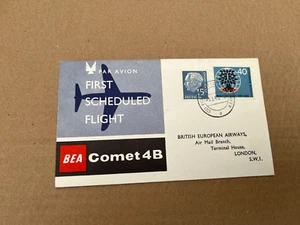 PAR AVION
FIRST
SCHEDULED
FLIGHT
BEA Comet 4B
15
40
BRITISH EUROPEAN AIRWAYS,
Air Mail Branch,
Terminal House,
LONDON,
S.W.1.